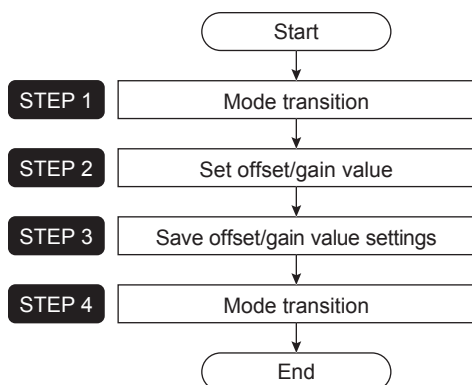 Start
STEP 1 Mode transition
STEP 2 Set offset/gain value
STEP 3 Save offset/gain value settings
STEP 4 Mode transition
End